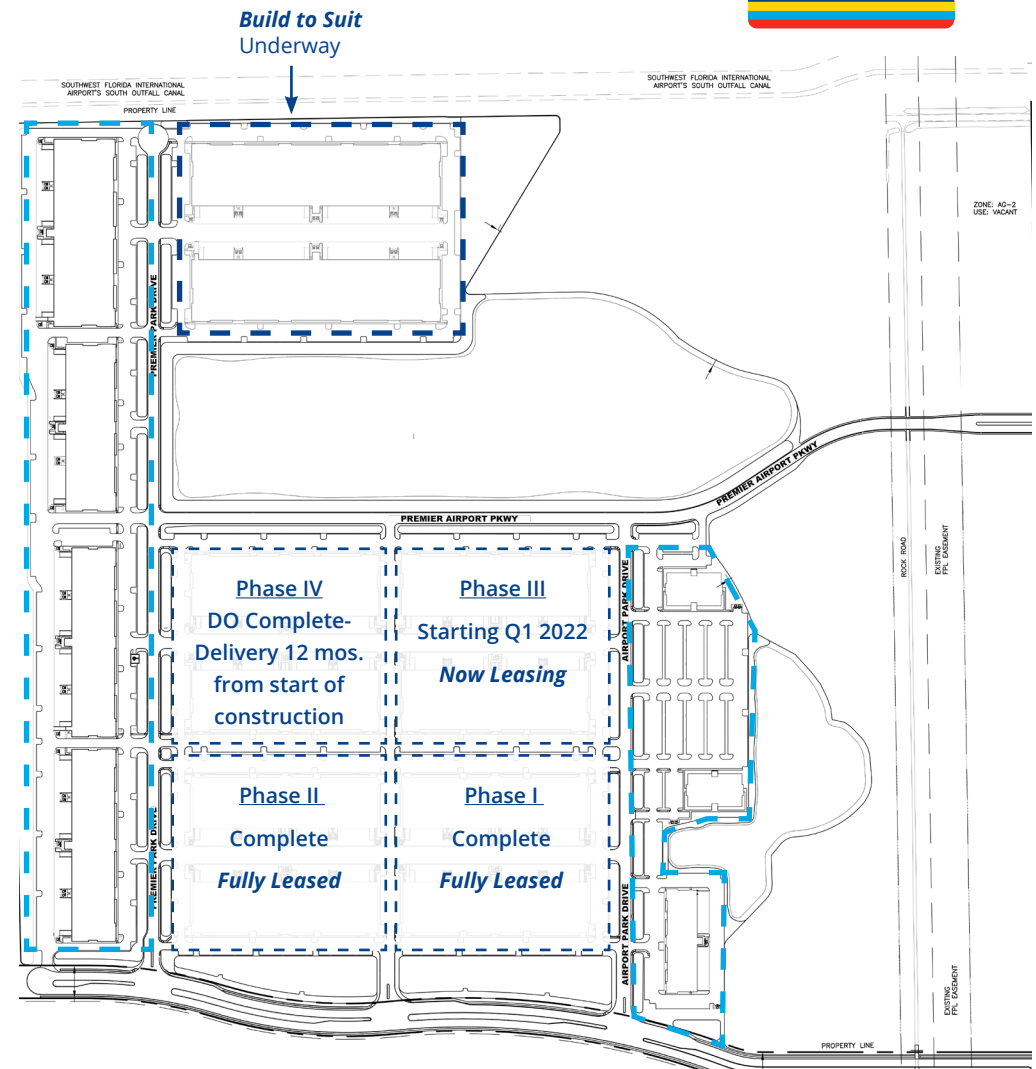 Build to Suit
Underway
SOUTHWEST FLORIDA INTERNATIONAL
AIRPORT'S SOUTH OUTFALL CANAL
SOUTHWEST FLORIDA INTERNATIONAL
AIRPORT'S SOUTH OUTFALL CANAL
PROPERTY LINE
ZONE: AG-2
USE: VACANT
PREMIER PARK DRIVE
PREMIER AIRPORT PKWY
PREMIER AIRPORT PKWY
ROCK ROAD
EXISTING
FPL EASEMENT
AIRPORT PARK DRIVE
Phase IV
DO Complete-
Delivery 12 mos.
from start of
construction
Phase III
Starting Q1 2022
Now Leasing
Phase II
Complete
Fully Leased
Phase I
Complete
Fully Leased
PREMIER PARK DRIVE
AIRPORT PARK DRIVE
EXISTING
FPL EASEMENT
PROPERTY LINE